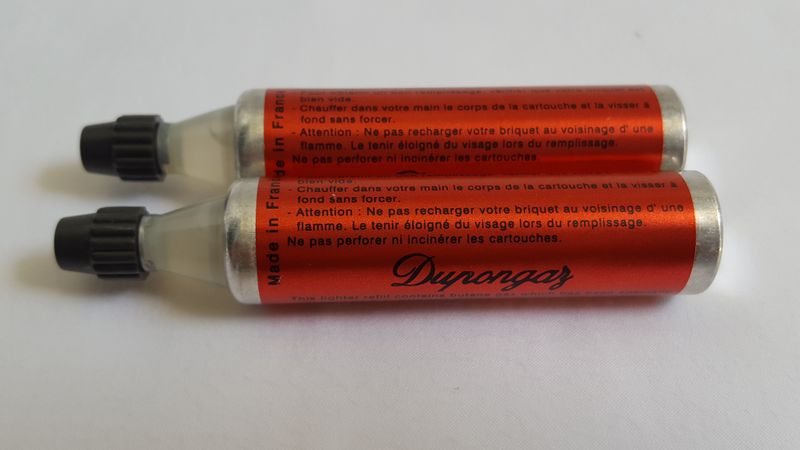 bien vide.
- Chauffer dans votre main le corps de la cartouche et la visser à
fond sans forcer.
- Attention : Ne pas recharger votre briquet au voisinage d' une
flamme. Le tenir éloigné du visage lors du remplissage.
Ne pas perforer ni incinérer les cartouches.
Made in France
bien vide.
- Chauffer dans votre main le corps de la cartouche et la visser à
fond sans forcer.
- Attention : Ne pas recharger votre briquet au voisinage d' une
flamme. Le tenir éloigné du visage lors du remplissage.
Ne pas perforer ni incinérer les cartouches.
Made in France
Dupongaz
This lighter refill contains butane gas which has been